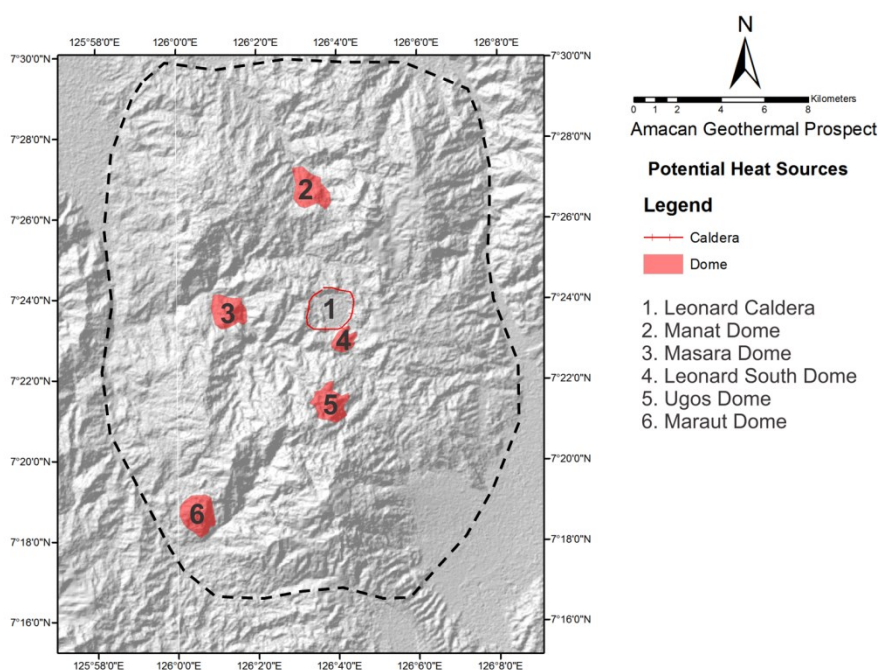 125°58'0"E 126°0'0"E 126°2'0"E 126°4'0"E 126°6'0"E 126°8'0"E
7°30'0"N 7°30'0"N
7°28'0"N 7°28'0"N
7°26'0"N 7°26'0"N
7°24'0"N 7°24'0"N
7°22'0"N 7°22'0"N
7°20'0"N 7°20'0"N
7°18'0"N 7°18'0"N
7°16'0"N 7°16'0"N
125°58'0"E 126°0'0"E 126°2'0"E 126°4'0"E 126°6'0"E 126°8'0"E
2
1
3
4
5
6
N
Kilometers
0 1 2 4 6 8
Amacan Geothermal Prospect
Potential Heat Sources
Legend
Caldera
Dome
1. Leonard Caldera
2. Manat Dome
3. Masara Dome
4. Leonard South Dome
5. Ugos Dome
6. Maraut Dome